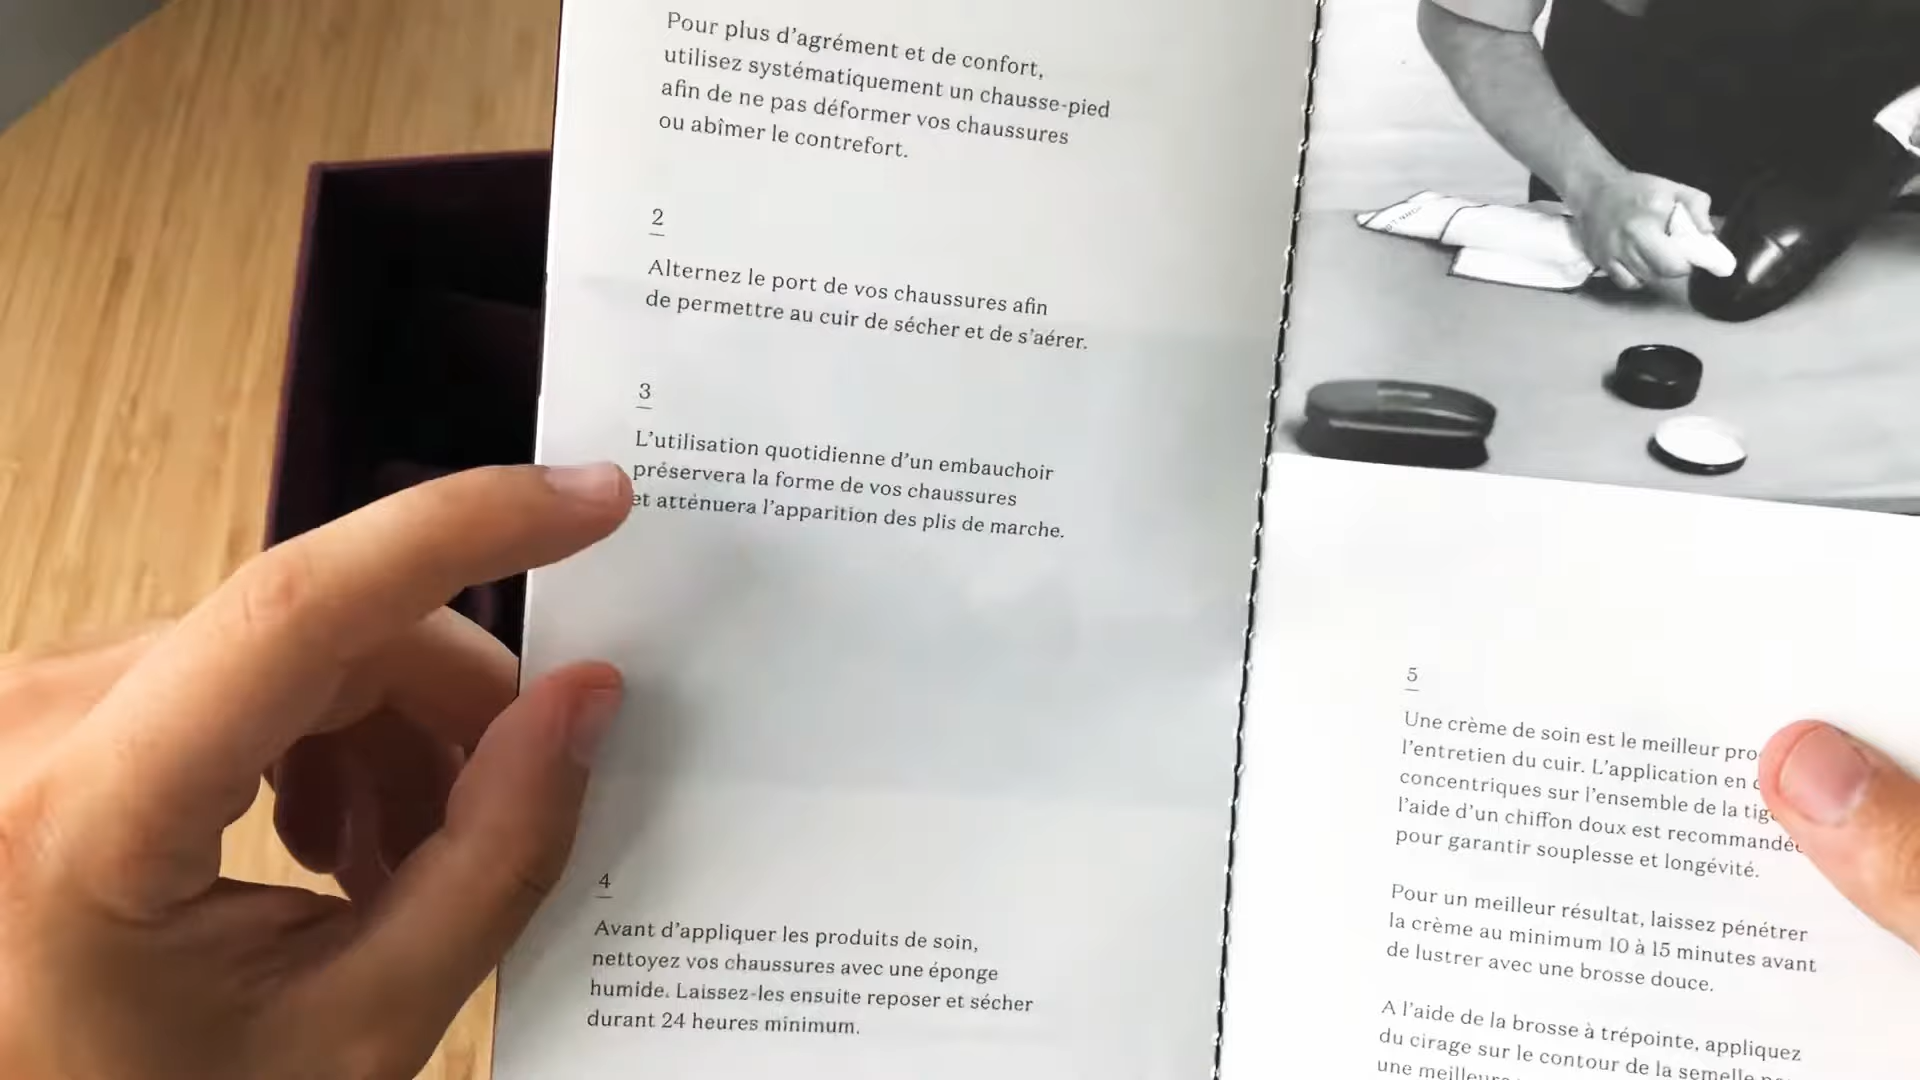 Pour plus d’agrément et de confort,
utilisez systématiquement un chausse-pied
afin de ne pas déformer vos chaussures
ou abîmer le contrefort.
2
Alternez le port de vos chaussures afin
de permettre au cuir de sécher et de s’aérer.
3
L’utilisation quotidienne d’un embauchoir
préservera la forme de vos chaussures
et atténuera l’apparition des plis de marche.
4
Avant d’appliquer les produits de soin,
nettoyez vos chaussures avec une éponge
humide. Laissez-les ensuite reposer et sécher
durant 24 heures minimum.
5
Une crème de soin est le meilleur
l’entretien du cuir. L’application en
concentriques sur l’ensemble de la
l’aide d’un chiffon doux est recommandée
pour garantir souplesse et longévité.
Pour un meilleur résultat, laissez pénétrer
la crème au minimum 10 à 15 minutes avant
de lustrer avec une brosse douce.
A l’aide de la brosse à trépointe, appliquez
du cirage sur le contour de la semelle
une